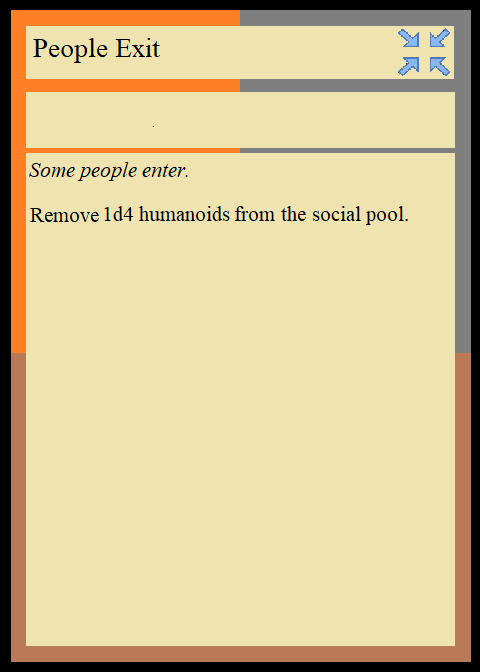 People Exit
Some people enter.
Remove 1d4 humanoids from the social pool.